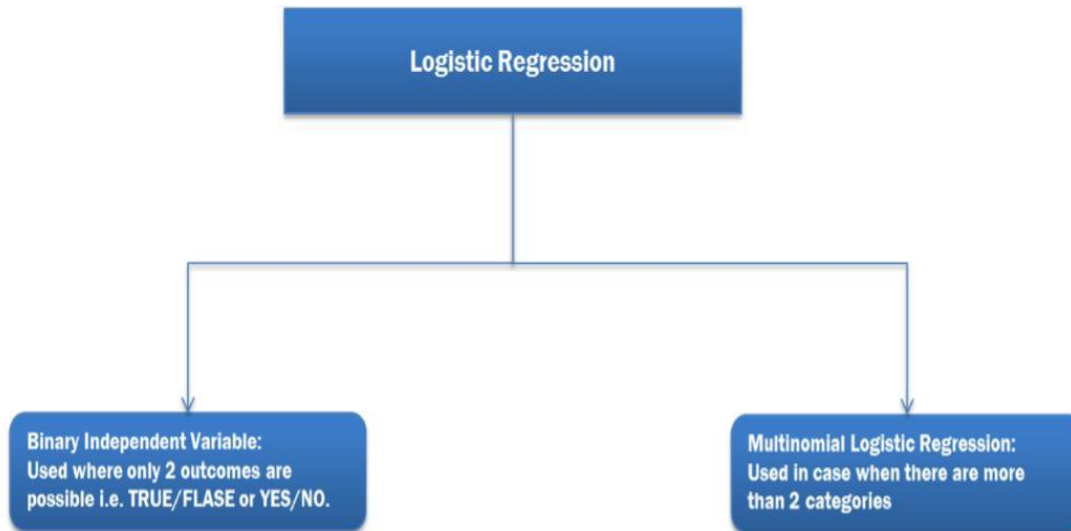 Logistic Regression
Binary Independent Variable:
Used where only 2 outcomes are
possible i.e. TRUE/FLASE or YES/NO.
Multinomial Logistic Regression:
Used in case when there are more
than 2 categories